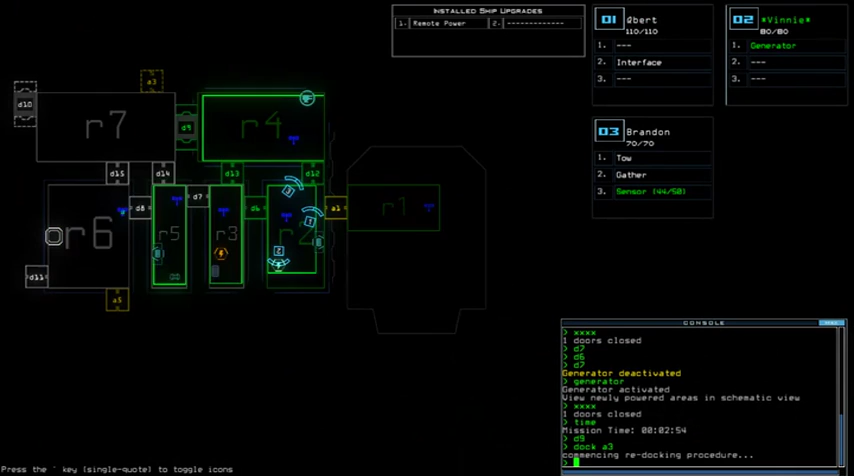 Installed Ship Upgrades
1. Remote Power 2. -------------
01 Qbert
110/110
1. ---
2. Interface
3. ---
02 *Vinnie*
80/80
1. Generator
2. ---
3. ---
03 Brandon
70/70
1. Tow
2. Gather
3. Sensor (44/50)
a3
d10
r7
d9
r4
d15
d14
d13
d12
r6
d8
r5
d7
r3
d6
r2
a1
r1
d11
a5
CONSOLE
> xxxx
1 doors closed
> d7
> d6
> d7
Generator deactivated
> generator
Generator activated
View newly powered areas in schematic view
> xxxx
1 doors closed
> time
Mission Time: 00:02:54
> d9
> dock a3
commencing re-docking procedure...
>
Press the ` key (single-quote) to toggle icons